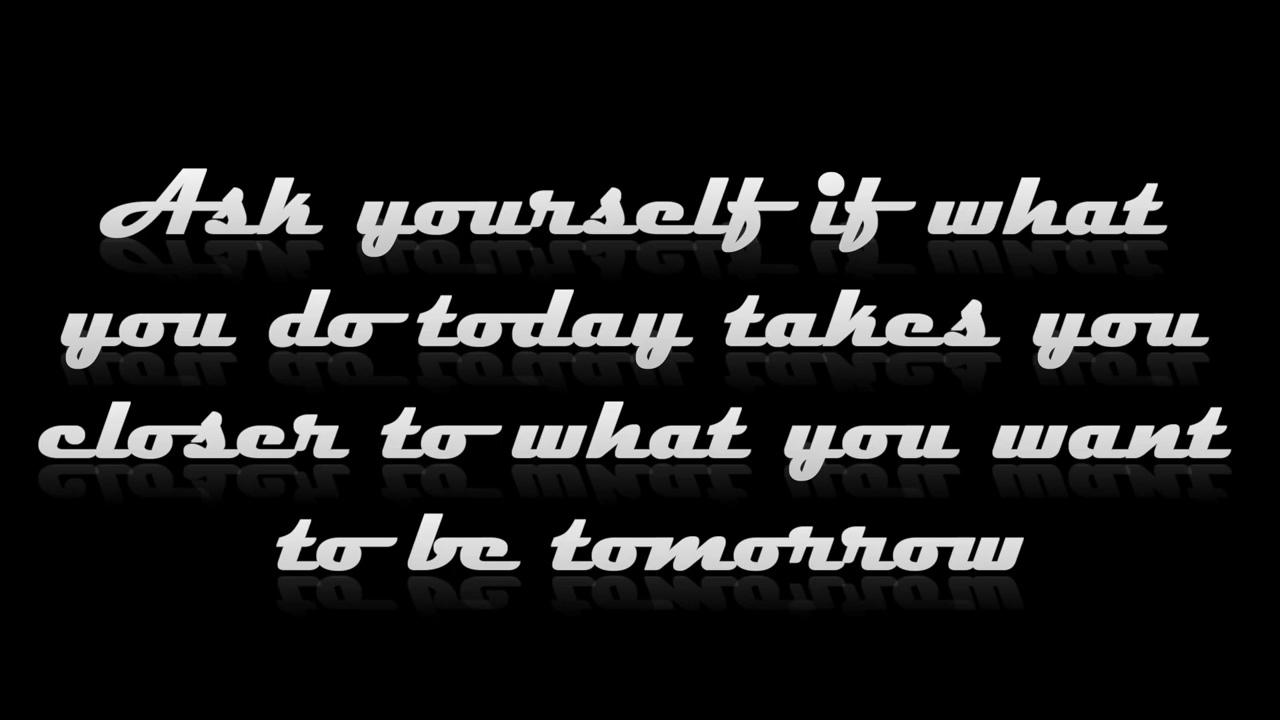 Ask yourself if what
you do today takes you
closer to what you want
to be tomorrow